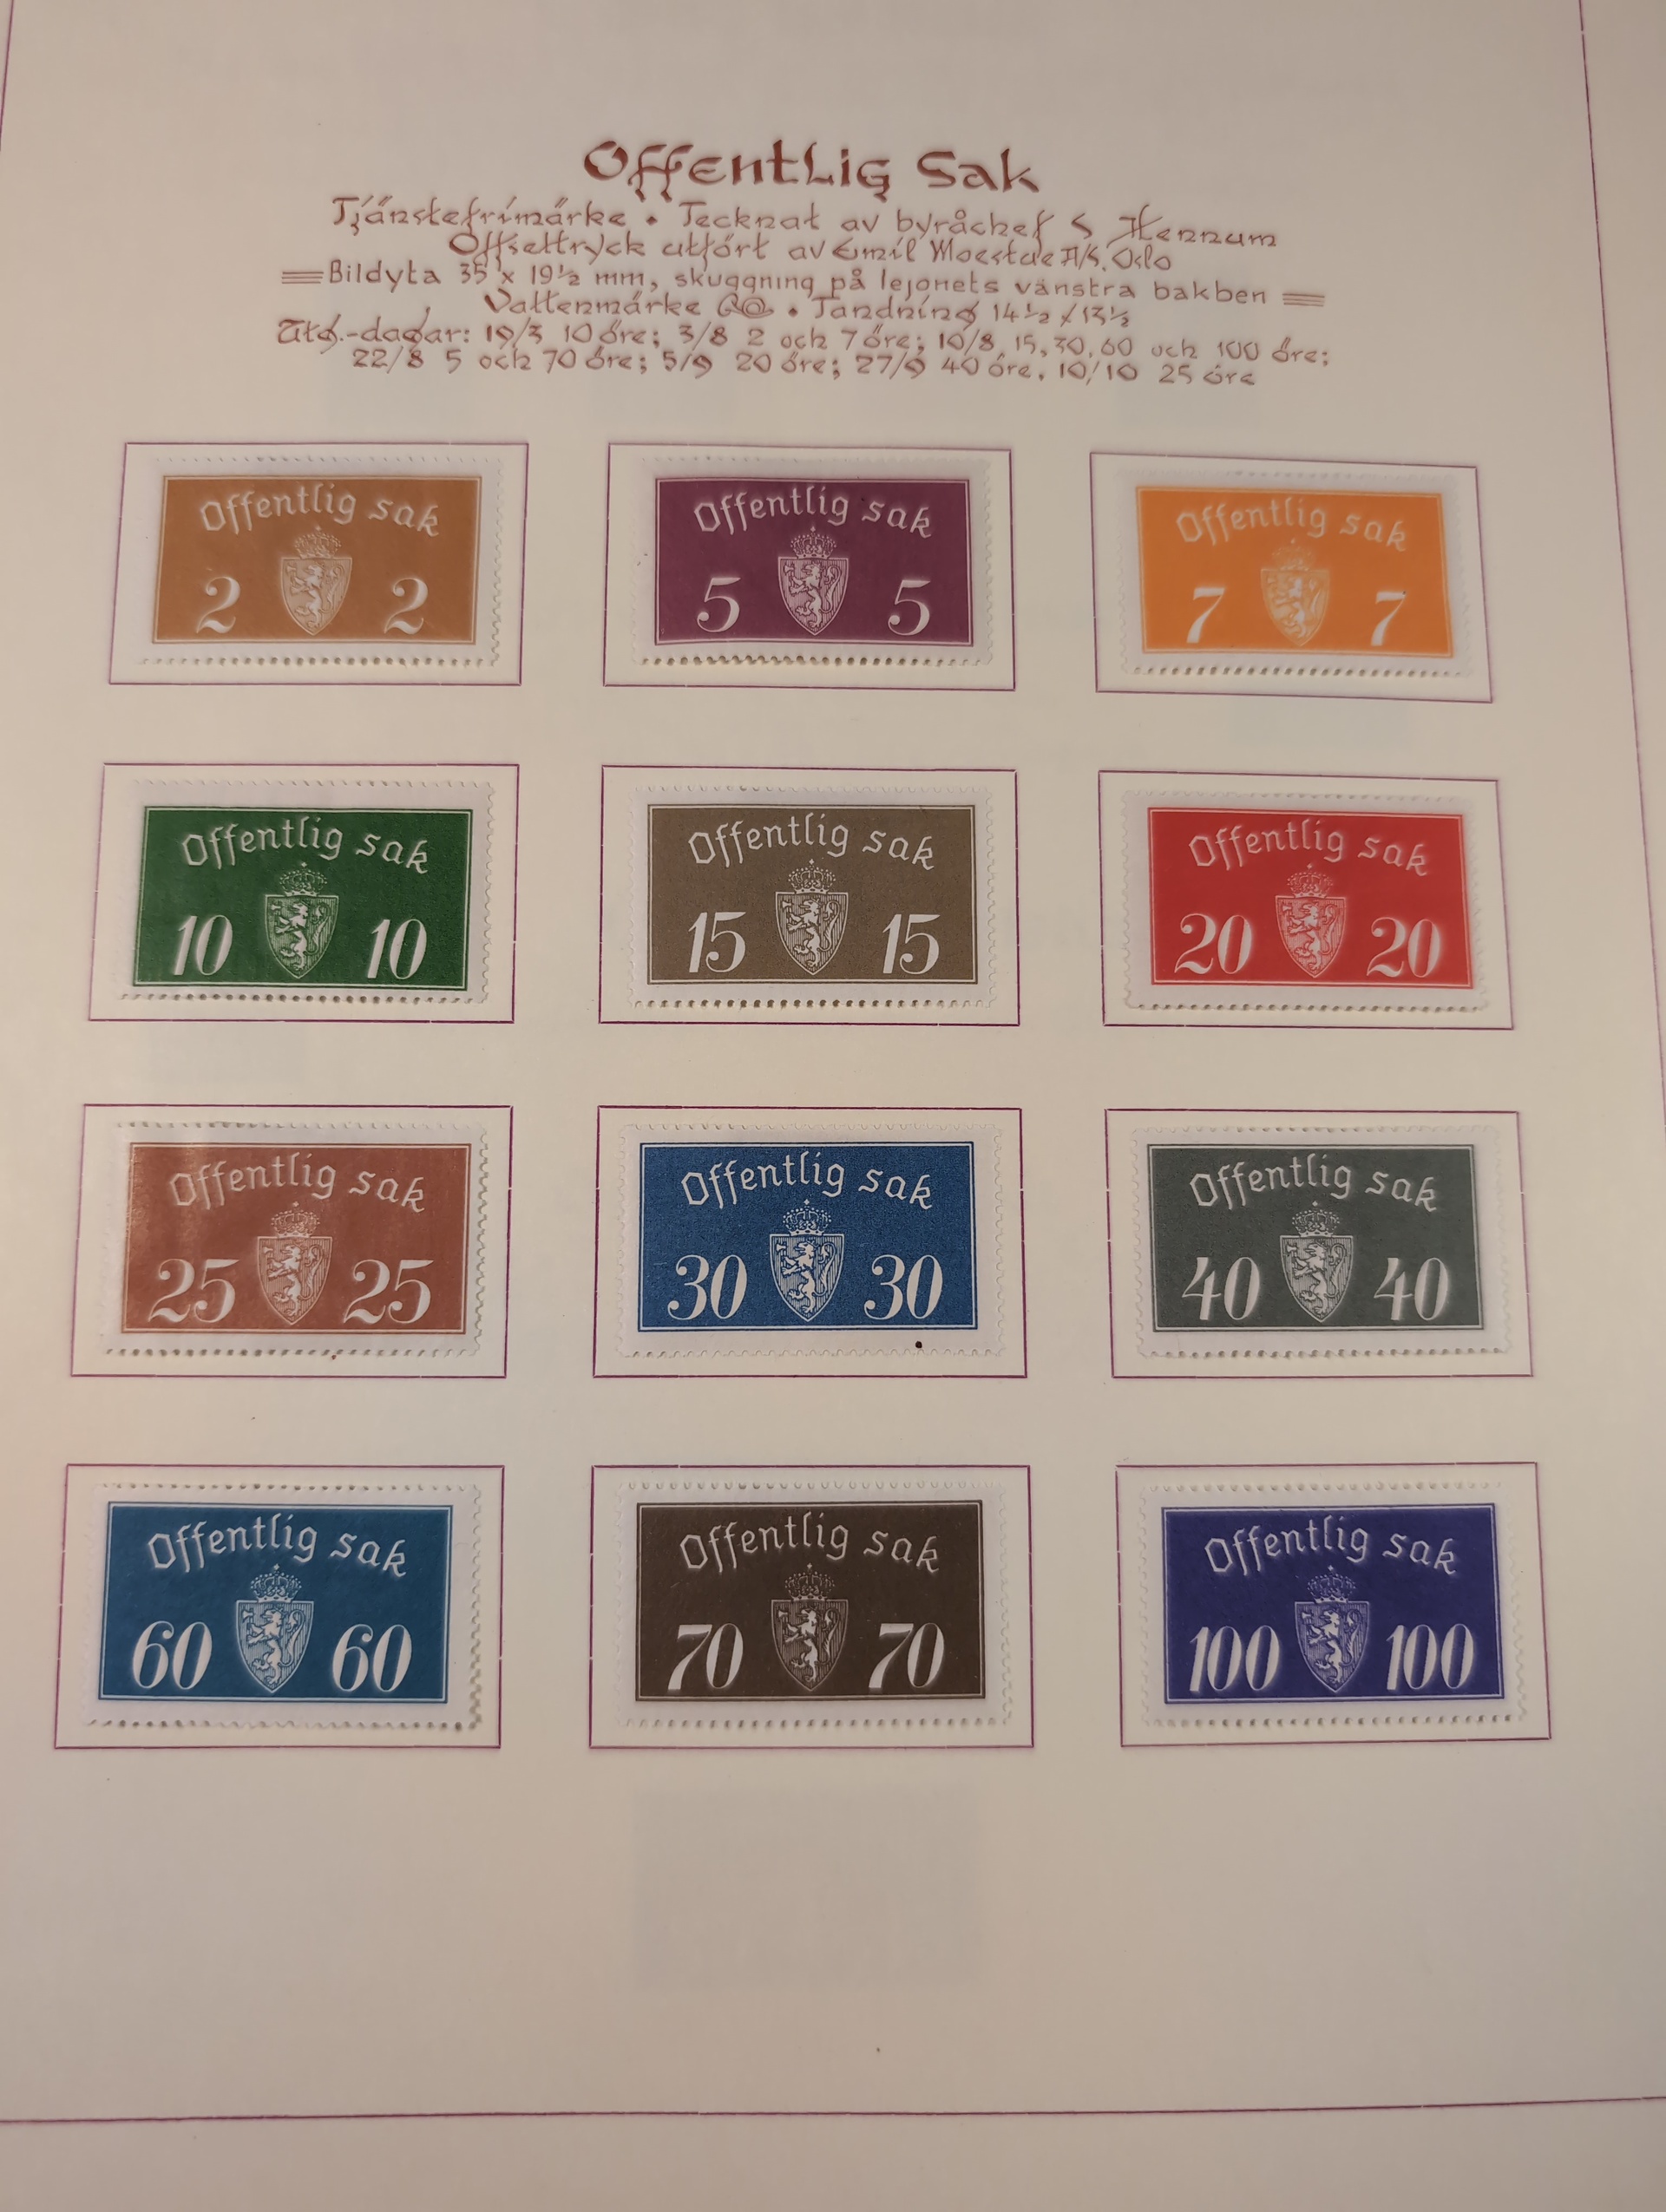 Offentlig Sak
Tjänstefrimärke • Tecknat av byråchef S Hennum
Offsettryck utfört av Emil Moestue A/S. Oslo
Bildyta 35 x 19½ mm, skuggning på lejonets vänstra bakben
Vattenmärke • Tandning 14½ x 13½
Utg.-dagar: 19/3 10 öre; 3/8 2 och 7 öre; 10/8, 15, 30, 60 och 100 öre;
22/8 5 och 70 öre; 5/9 20 öre; 27/9 40 öre. 10/10 25 öre
Offentlig sak
2 2
Offentlig sak
5 5
Offentlig sak
7 7
Offentlig sak
10 10
Offentlig sak
15 15
Offentlig sak
20 20
Offentlig sak
25 25
Offentlig sak
30 30
Offentlig sak
40 40
Offentlig sak
60 60
Offentlig sak
70 70
Offentlig sak
100 100